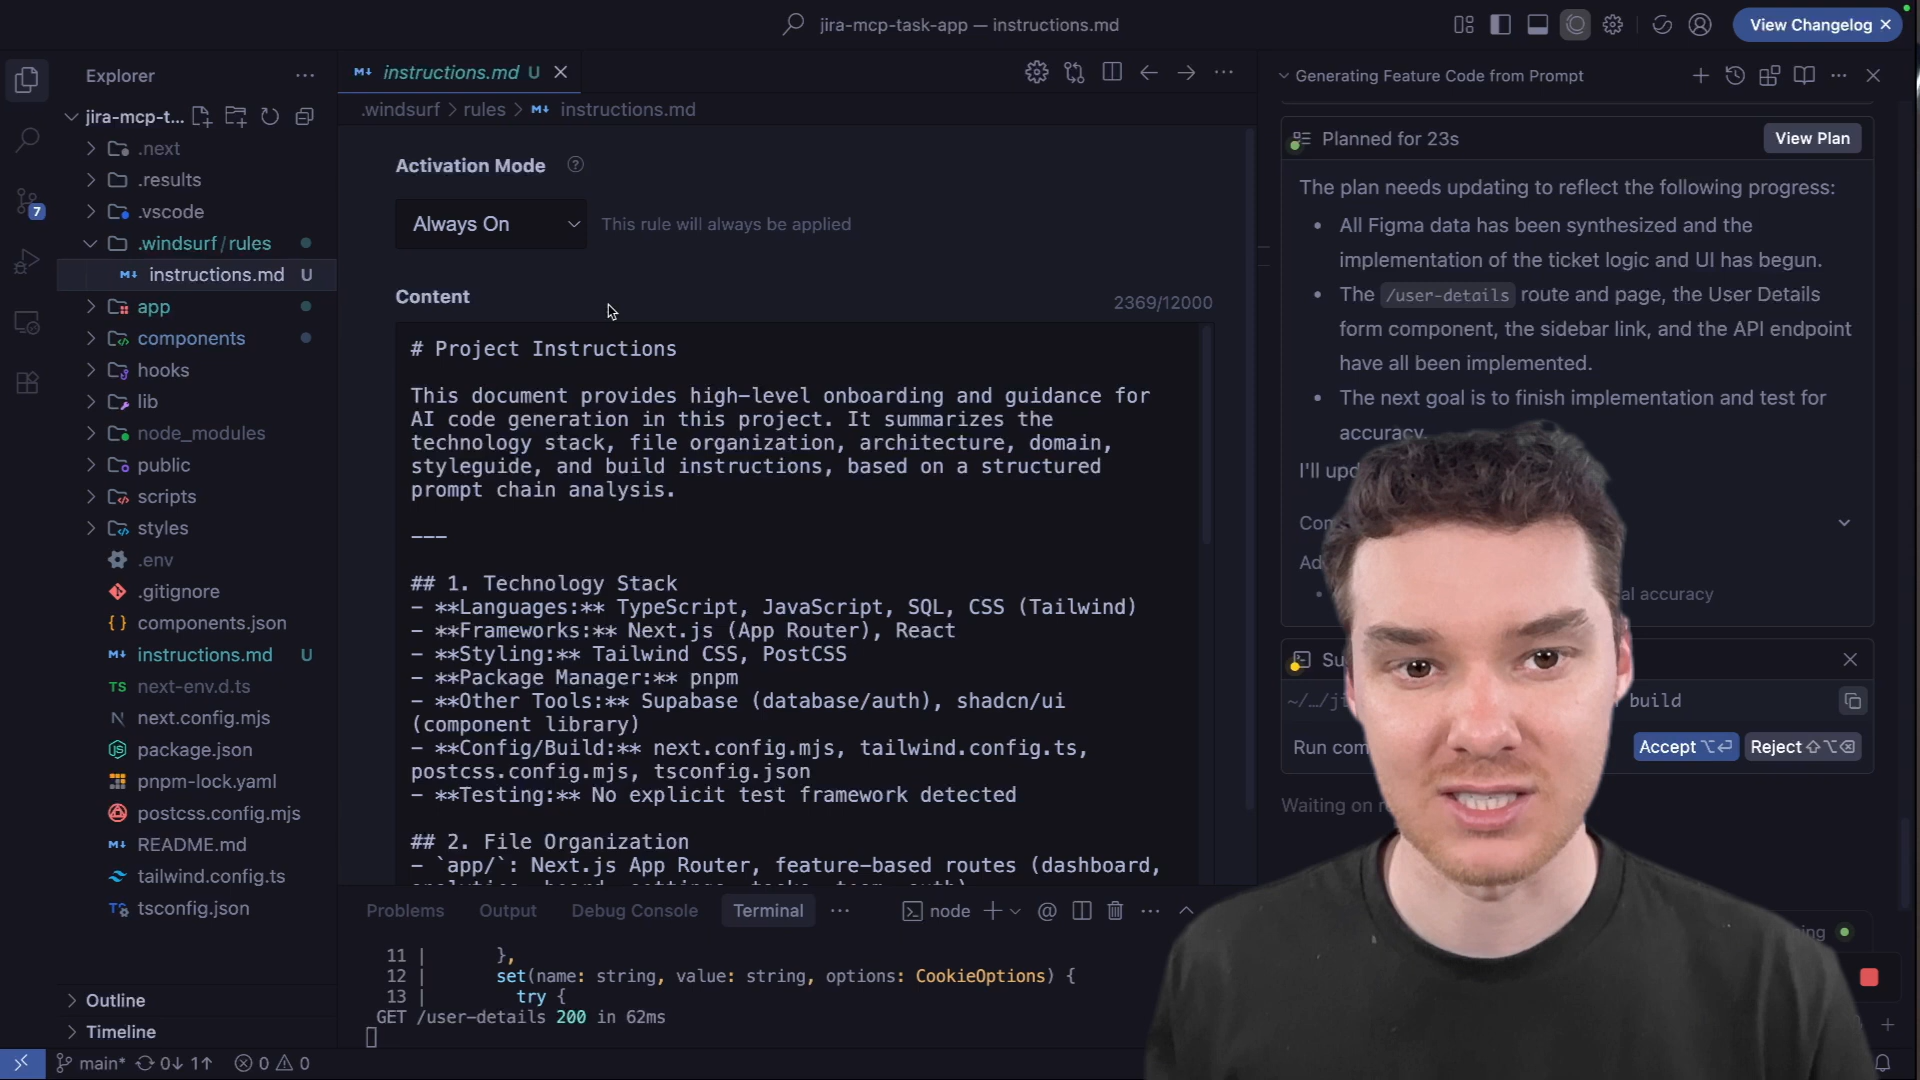 jira-mcp-task-app — instructions.md
View Changelog
Explorer
jira-mcp-t...
.next
.results
.vscode
.windsurf/rules
instructions.md U
app
components
hooks
lib
node_modules
public
scripts
styles
.env
.gitignore
components.json
instructions.md U
next-env.d.ts
next.config.mjs
package.json
pnpm-lock.yaml
postcss.config.mjs
README.md
tailwind.config.ts
tsconfig.json
Outline
Timeline
7
instructions.md U
.windsurf > rules > instructions.md
Activation Mode
Always On
This rule will always be applied
Content
2369/12000
# Project Instructions
This document provides high-level onboarding and guidance for
AI code generation in this project. It summarizes the
technology stack, file organization, architecture, domain,
styleguide, and build instructions, based on a structured
prompt chain analysis.
---
## 1. Technology Stack
- **Languages:** TypeScript, JavaScript, SQL, CSS (Tailwind)
- **Frameworks:** Next.js (App Router), React
- **Styling:** Tailwind CSS, PostCSS
- **Package Manager:** pnpm
- **Other Tools:** Supabase (database/auth), shadcn/ui
(component library)
- **Config/Build:** next.config.mjs, tailwind.config.ts,
postcss.config.mjs, tsconfig.json
- **Testing:** No explicit test framework detected
## 2. File Organization
- `app/`: Next.js App Router, feature-based routes (dashboard,
Problems
Output
Debug Console
Terminal
node
11 | },
12 | set(name: string, value: string, options: CookieOptions) {
13 | try {
GET /user-details 200 in 62ms
Generating Feature Code from Prompt
Planned for 23s
View Plan
The plan needs updating to reflect the following progress:
• All Figma data has been synthesized and the
implementation of the ticket logic and UI has begun.
• The /user-details route and page, the User Details
form component, the sidebar link, and the API endpoint
have all been implemented.
• The next goal is to finish implementation and test for
accuracy.
I'll
al accuracy
build
Run
Accept
Reject
Waiting on
main* 0↓ 1↑ 0 0